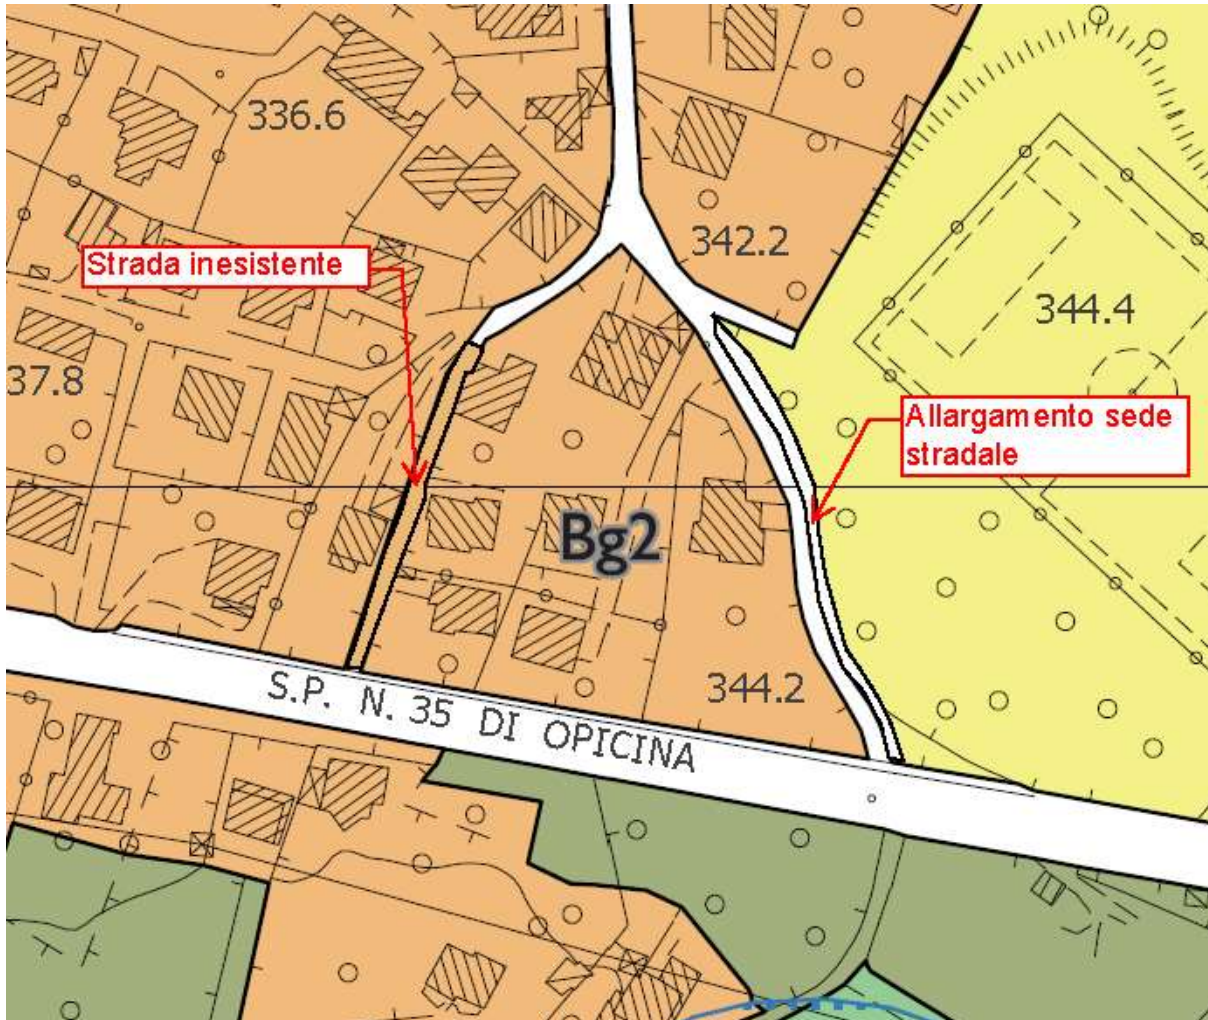 336.6
342.2
Strada inesistente
344.4
37.8
Allargamento sede
stradale
Bg2
344.2
S.P. N. 35 DI OPICINA